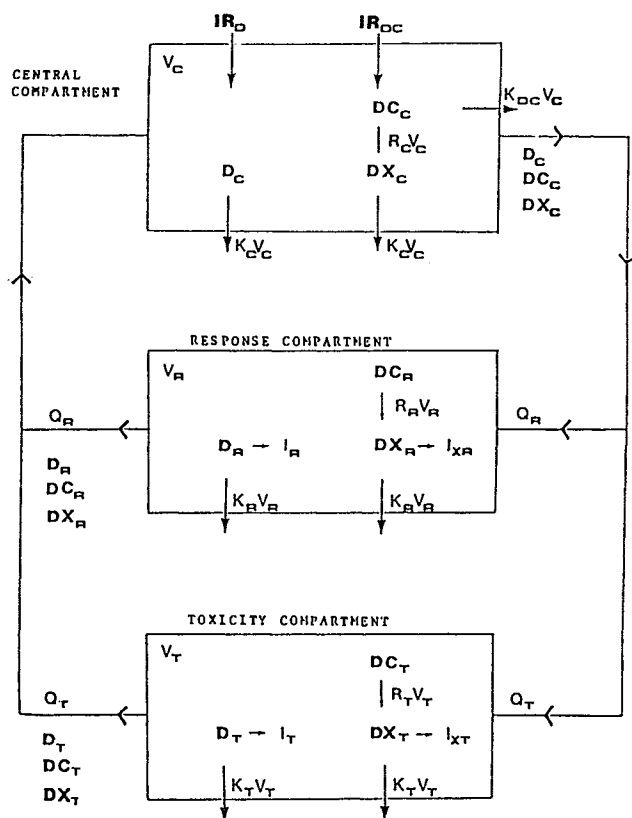 IR_D IR_DC
CENTRAL
COMPARTMENT
V_C
K_DC V_C
DC_C
R_C V_C
D_C DX_C
D_C
DC_C
DX_C
K_C V_C K_C V_C
RESPONSE COMPARTMENT
V_R
DC_R
R_R V_R
Q_R Q_R
D_R → I_R DX_R → I_XR
D_R
DC_R
DX_R
K_R V_R K_R V_R
TOXICITY COMPARTMENT
V_T
DC_T
R_T V_T
Q_T Q_T
D_T → I_T DX_T → I_XT
D_T
DC_T
DX_T
K_T V_T K_T V_T